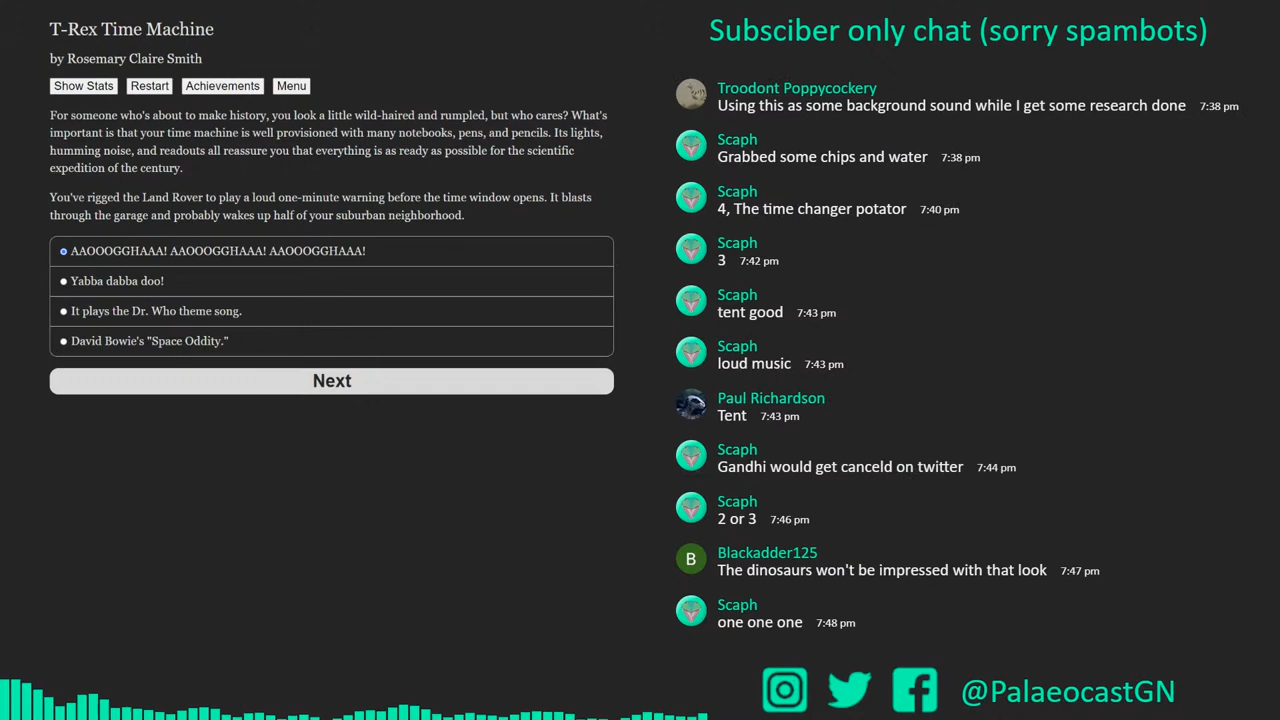 T-Rex Time Machine
by Rosemary Claire Smith
Show Stats
Restart
Achievements
Menu
For someone who's about to make history, you look a little wild-haired and rumpled, but who cares? What's
important is that your time machine is well provisioned with many notebooks, pens, and pencils. Its lights,
humming noise, and readouts all reassure you that everything is as ready as possible for the scientific
expedition of the century.
You've rigged the Land Rover to play a loud one-minute warning before the time window opens. It blasts
through the garage and probably wakes up half of your suburban neighborhood.
AAOOOGGHAAA! AAOOOGGHAAA! AAOOOGGHAAA!
Yabba dabba doo!
It plays the Dr. Who theme song.
David Bowie's "Space Oddity."
Next
Subsciber only chat (sorry spambots)
Troodont Poppycockery
Using this as some background sound while I get some research done 7:38 pm
Scaph
Grabbed some chips and water 7:38 pm
Scaph
4, The time changer potator 7:40 pm
Scaph
3 7:42 pm
Scaph
tent good 7:43 pm
Scaph
loud music 7:43 pm
Paul Richardson
Tent 7:43 pm
Scaph
Gandhi would get canceld on twitter 7:44 pm
Scaph
2 or 3 7:46 pm
B
Blackadder125
The dinosaurs won't be impressed with that look 7:47 pm
Scaph
one one one 7:48 pm
@PalaeocastGN